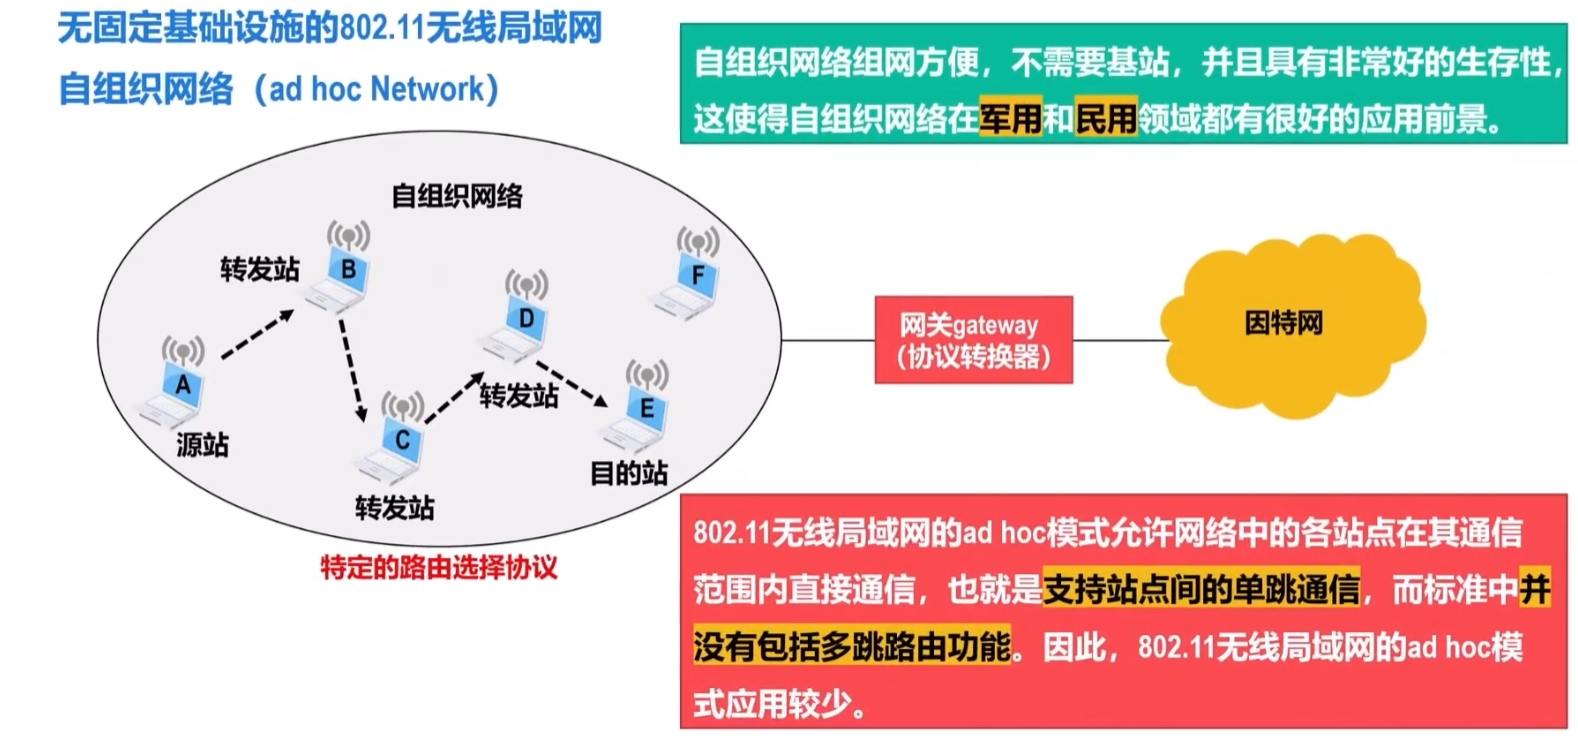 无固定基础设施的802.11无线局域网
自组织网络（ad hoc Network）
自组织网络组网方便，不需要基站，并且具有非常好的生存性，
这使得自组织网络在军用和民用领域都有很好的应用前景。
自组织网络
转发站
B
F
D
A
转发站
E
C
源站
目的站
转发站
特定的路由选择协议
网关gateway
（协议转换器）
因特网
802.11无线局域网的ad hoc模式允许网络中的各站点在其通信
范围内直接通信，也就是支持站点间的单跳通信，而标准中并
没有包括多跳路由功能。因此，802.11无线局域网的ad hoc模
式应用较少。